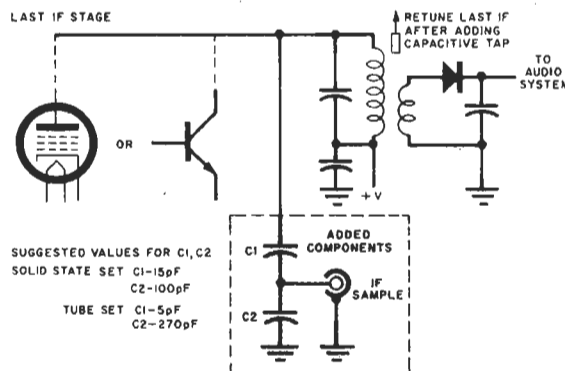 LAST IF STAGE
RETUNE LAST IF
AFTER ADDING
CAPACITIVE TAP
TO
AUDIO
SYSTEM
OR
+V
ADDED
COMPONENTS
C1
IF
SAMPLE
C2
SUGGESTED VALUES FOR C1, C2
SOLID STATE SET C1-15pF
C2-100pF
TUBE SET C1-5pF
C2-270pF